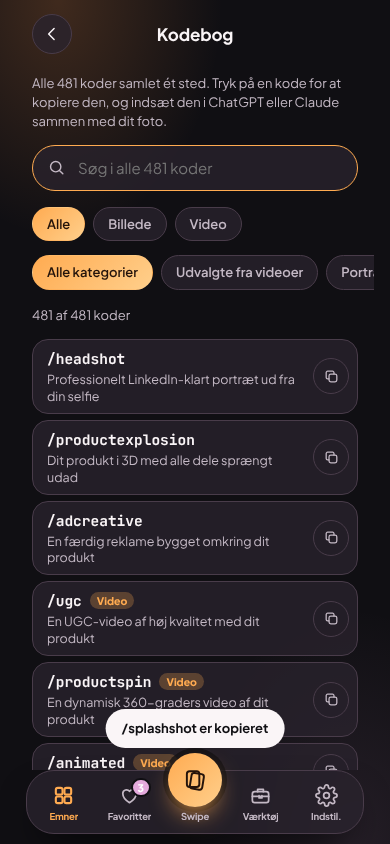 Kodebog
Alle 481 koder samlet ét sted. Tryk på en kode for at
kopiere den, og indsæt den i ChatGPT eller Claude
sammen med dit foto.
Søg i alle 481 koder
Alle
Billede
Video
Alle kategorier
Udvalgte fra videoer
Portr
481 af 481 koder
/headshot
Professionelt LinkedIn-klart portræt ud fra
din selfie
/productexplosion
Dit produkt i 3D med alle dele sprængt
udad
/adcreative
En færdig reklame bygget omkring dit
produkt
/ugc Video
En UGC-video af høj kvalitet med dit
produkt
/productspin Video
En dynamisk 360-graders video af dit
produkt
/splashshot er kopieret
/animated Video
3
Emner
Favoritter
Swipe
Værktøj
Indstil.